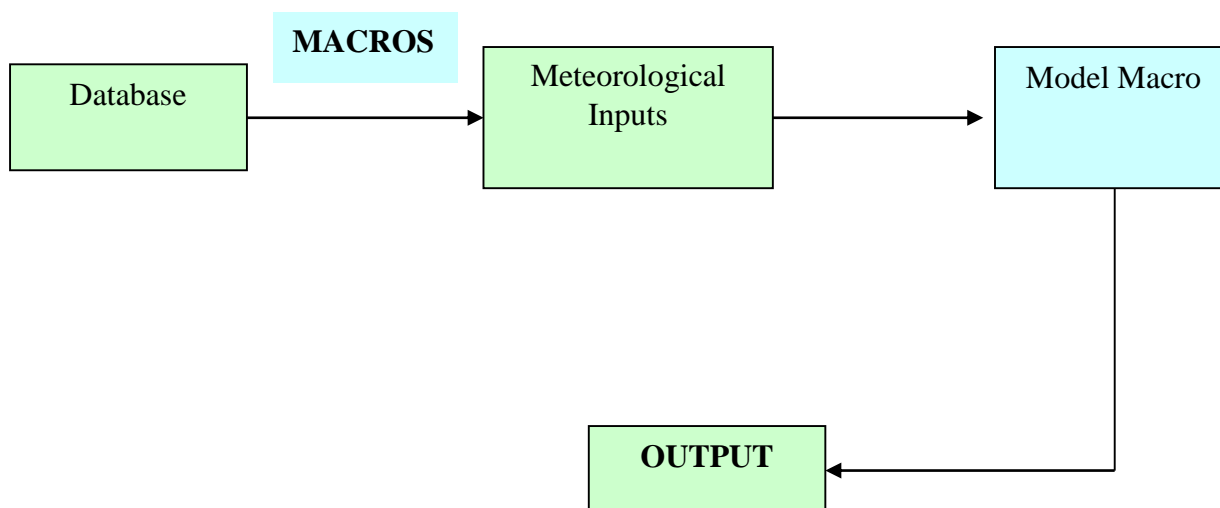 MACROS
Database
Meteorological
Inputs
Model Macro
OUTPUT